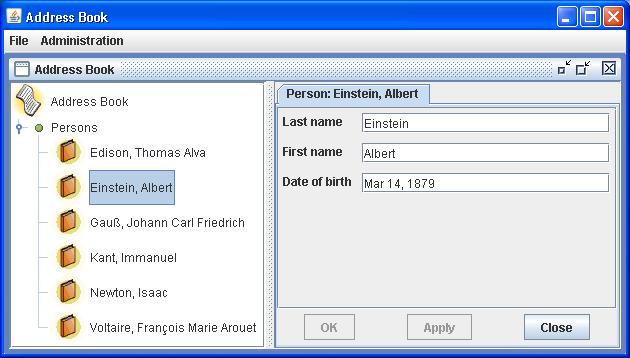 Address Book
File Administration
Address Book
Address Book
Persons
Edison, Thomas Alva
Einstein, Albert
Gauß, Johann Carl Friedrich
Kant, Immanuel
Newton, Isaac
Voltaire, François Marie Arouet
Person: Einstein, Albert
Last name Einstein
First name Albert
Date of birth Mar 14, 1879
OK Apply Close